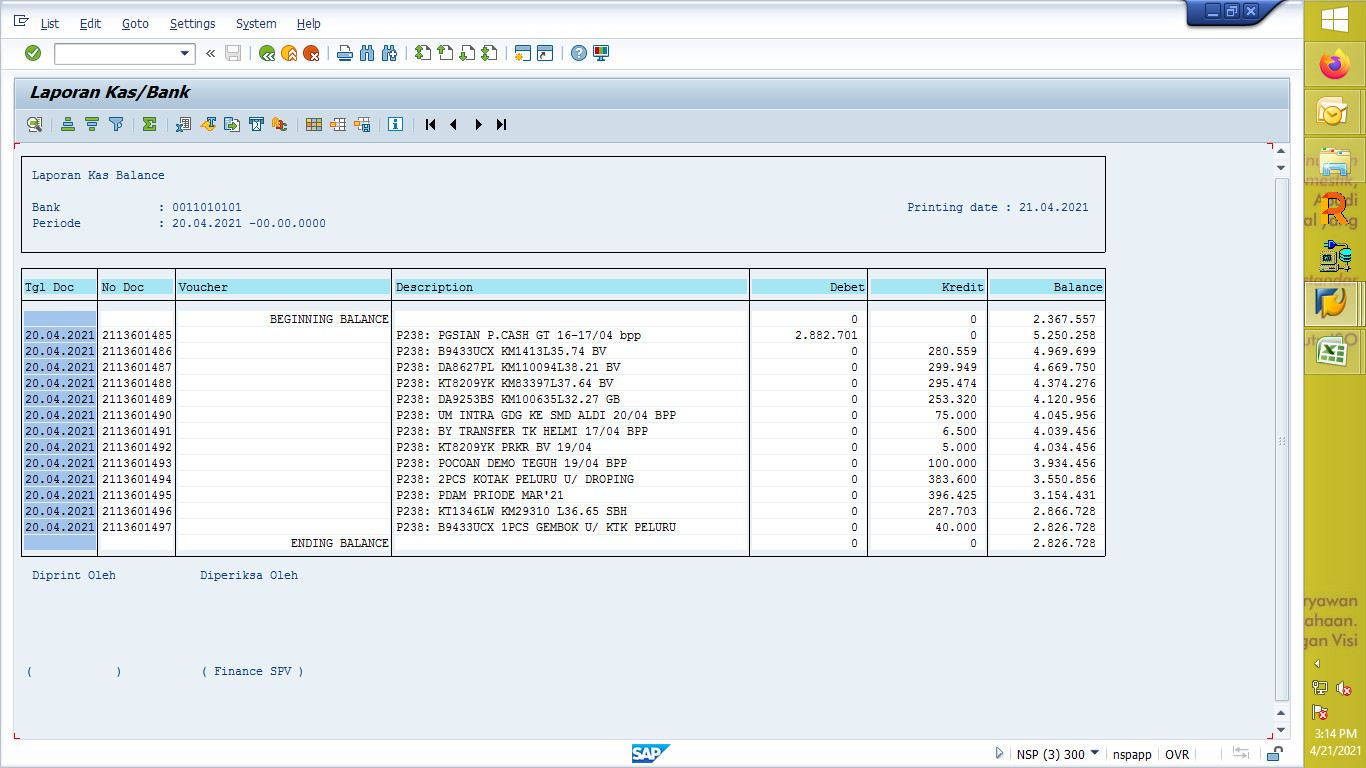 List Edit Goto Settings System Help
Laporan Kas/Bank
Laporan Kas Balance
Bank : 0011010101 Printing date : 21.04.2021
Periode : 20.04.2021 -00.00.0000
Tgl Doc No Doc Voucher Description Debet Kredit Balance
BEGINNING BALANCE 0 0 2.367.557
20.04.2021 2113601485 P238: PGSIAN P.CASH GT 16-17/04 bpp 2.882.701 0 5.250.258
20.04.2021 2113601486 P238: B9433UCX KM1413L35.74 BV 0 280.559 4.969.699
20.04.2021 2113601487 P238: DA8627PL KM110094L38.21 BV 0 299.949 4.669.750
20.04.2021 2113601488 P238: KT8209YK KM83397L37.64 BV 0 295.474 4.374.276
20.04.2021 2113601489 P238: DA9253BS KM100635L32.27 GB 0 253.320 4.120.956
20.04.2021 2113601490 P238: UM INTRA GDG KE SMD ALDI 20/04 BPP 0 75.000 4.045.956
20.04.2021 2113601491 P238: BY TRANSFER TK HELMI 17/04 BPP 0 6.500 4.039.456
20.04.2021 2113601492 P238: KT8209YK PRKR BV 19/04 0 5.000 4.034.456
20.04.2021 2113601493 P238: POCOAN DEMO TEGUH 19/04 BPP 0 100.000 3.934.456
20.04.2021 2113601494 P238: 2PCS KOTAK PELURU U/ DROPING 0 383.600 3.550.856
20.04.2021 2113601495 P238: PDAM PRIODE MAR'21 0 396.425 3.154.431
20.04.2021 2113601496 P238: KT1346LW KM29310 L36.65 SBH 0 287.703 2.866.728
20.04.2021 2113601497 P238: B9433UCX 1PCS GEMBOK U/ KTK PELURU 0 40.000 2.826.728
ENDING BALANCE 0 0 2.826.728
Diprint Oleh Diperiksa Oleh
( ) ( Finance SPV )
SAP NSP (3) 300 nspapp OVR
ryawan
ahaan.
gan Visi
3:14 PM
4/21/2021